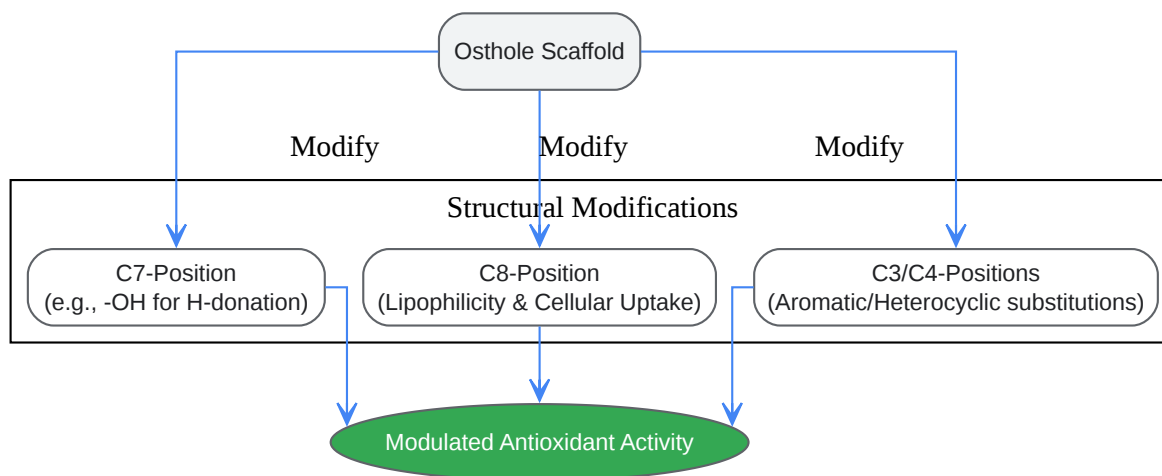 Osthole Scaffold
Modify
Modify
Modify
Structural Modifications
C7-Position
(e.g., -OH for H-donation)
C8-Position
(Lipophilicity & Cellular Uptake)
C3/C4-Positions
(Aromatic/Heterocyclic substitutions)
Modulated Antioxidant Activity